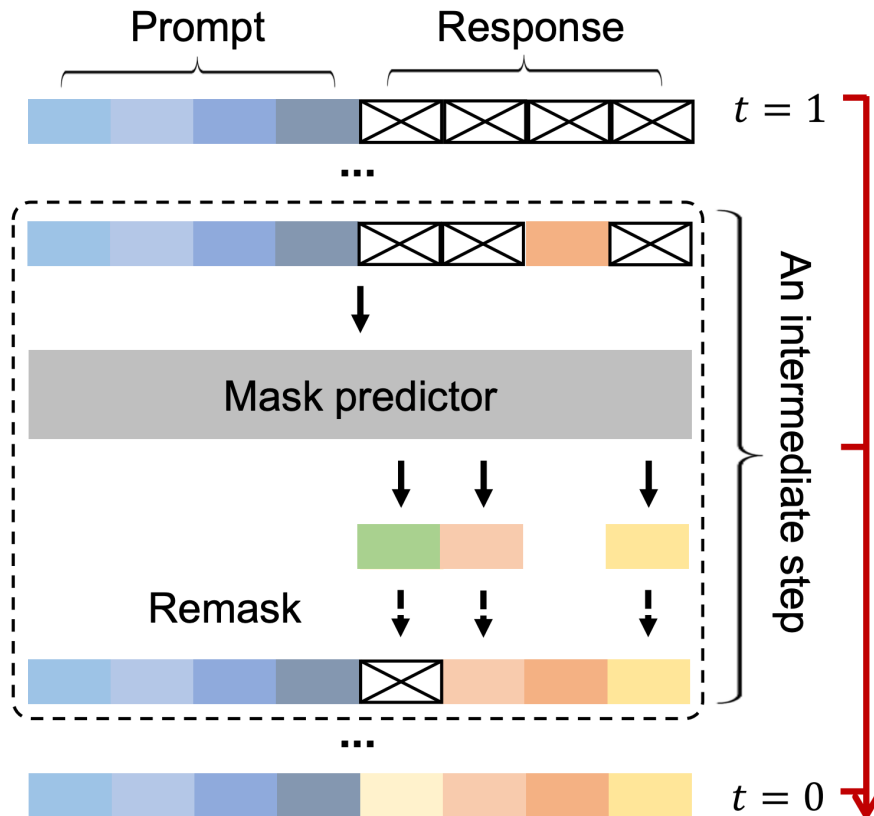 Prompt
Response
t = 1
...
Mask predictor
An intermediate step
Remask
...
t = 0